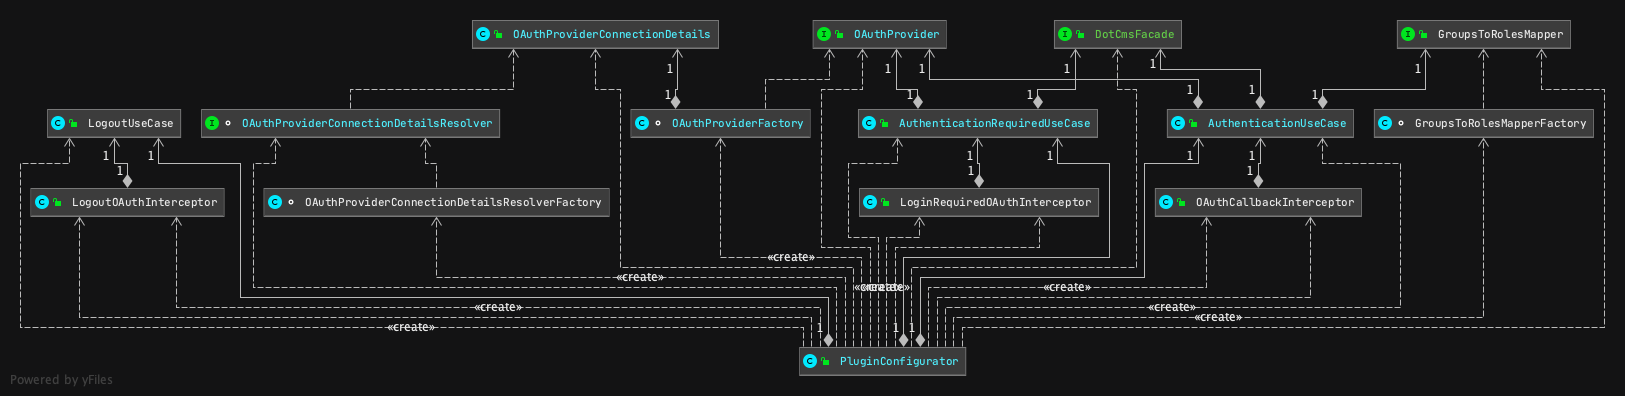 OAuthProviderConnectionDetails
OAuthProvider
DotCmsFacade
GroupsToRolesMapper
1
1
1
1
1
1
1
1
1
1
1
LogoutUseCase
OAuthProviderConnectionDetailsResolver
OAuthProviderFactory
AuthenticationRequiredUseCase
AuthenticationUseCase
GroupsToRolesMapperFactory
1
1
1
1
1
1
1
1
1
LogoutOAuthInterceptor
OAuthProviderConnectionDetailsResolverFactory
LoginRequiredOAuthInterceptor
OAuthCallbackInterceptor
«create»
«create»
«create»
«create»
«create»
«create»
«create»
«create»
1
1
1
PluginConfigurator
Powered by yFiles